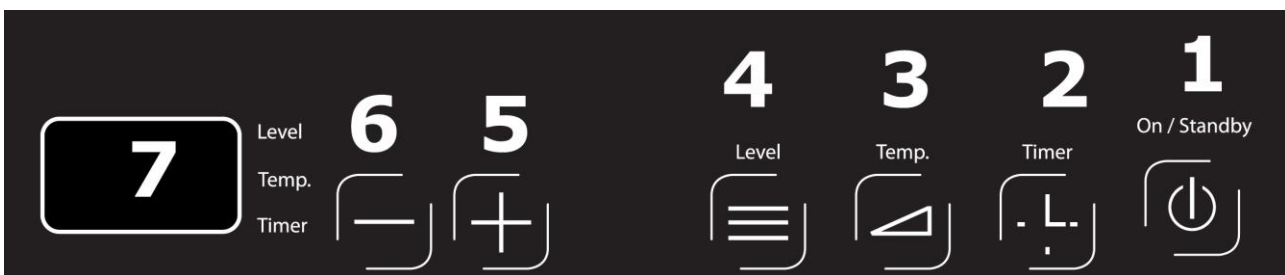 7
Level
Temp.
Timer
6
5
4
Level
3
Temp.
2
Timer
1
On / Standby